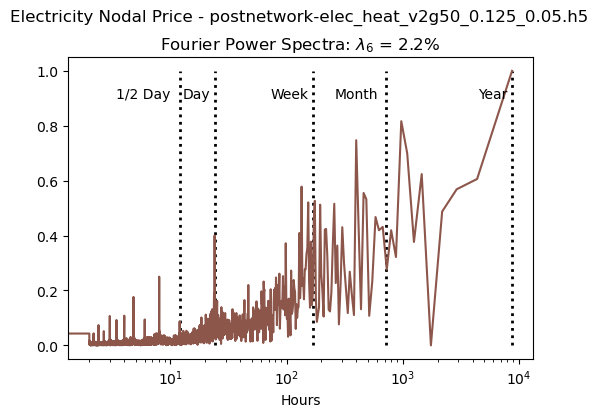 Electricity Nodal Price - postnetwork-elec_heat_v2g50_0.125_0.05.h5
Fourier Power Spectra: λ₆ = 2.2%
1.0
1/2 Day Day Week Month Year
0.8
0.6
0.4
0.2
0.0
10¹ 10² 10³ 10⁴
Hours